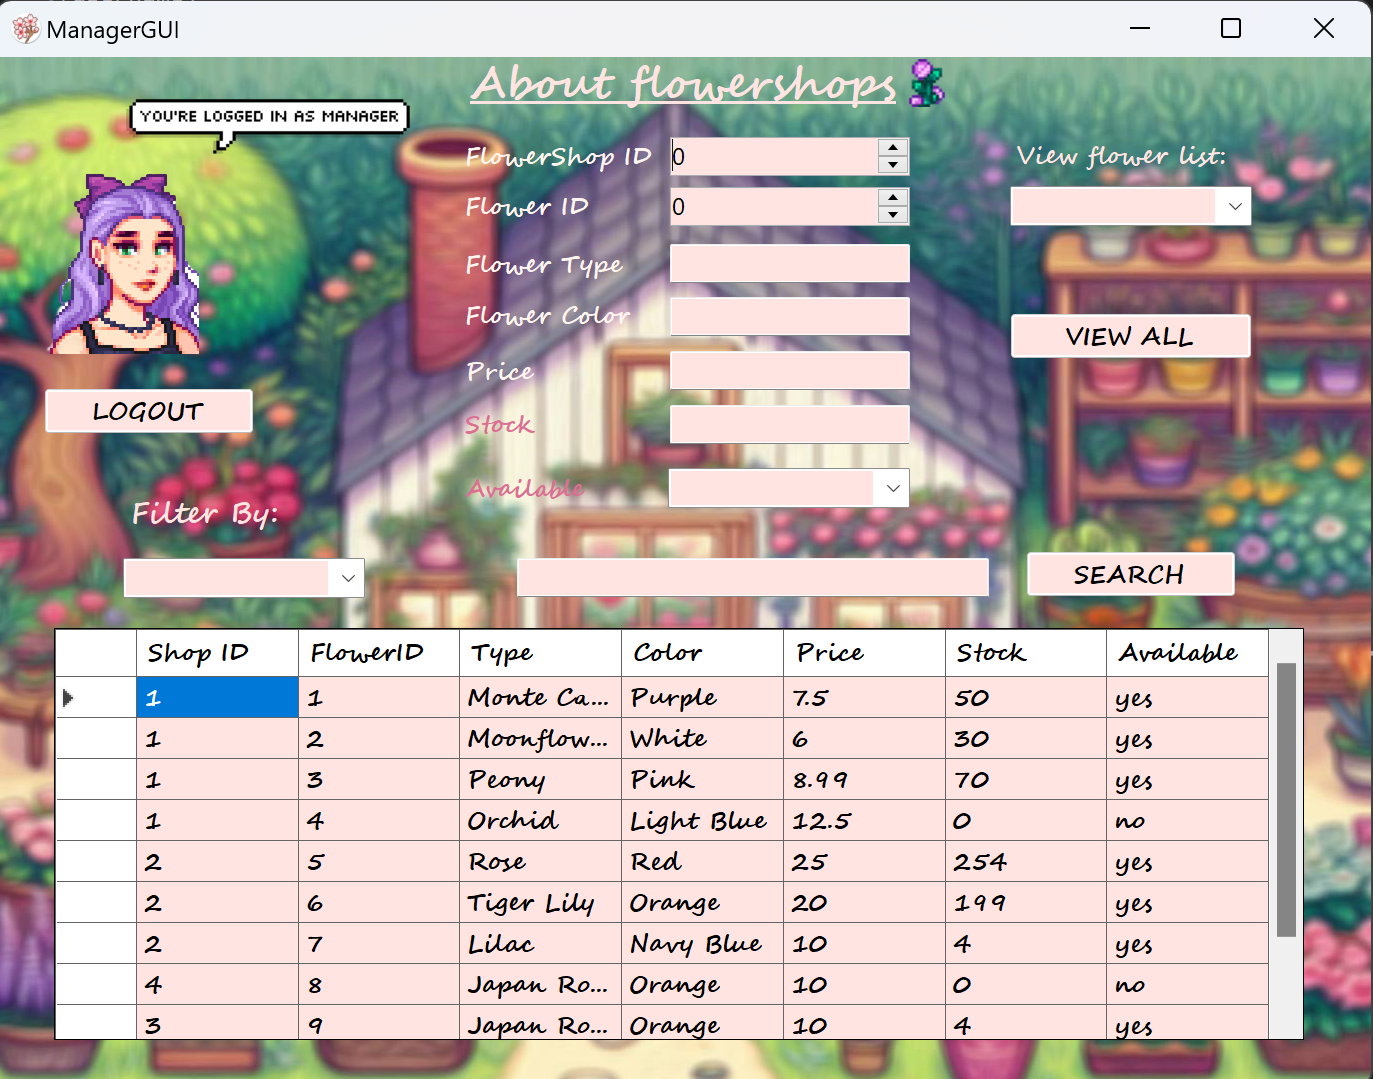 ManagerGUI
About flowershops
YOU'RE LOGGED IN AS MANAGER
FlowerShop ID 0
View flower list:
Flower ID 0
Flower Type
Flower Color
VIEW ALL
Price
LOGOUT
Stock
Available
Filter By:
SEARCH
Shop ID FlowerID Type Color Price Stock Available
1 1 Monte Ca... Purple 7.5 50 yes
1 2 Moonflow... White 6 30 yes
1 3 Peony Pink 8.99 70 yes
1 4 Orchid Light Blue 12.5 0 no
2 5 Rose Red 25 254 yes
2 6 Tiger Lily Orange 20 199 yes
2 7 Lilac Navy Blue 10 4 yes
4 8 Japan Ro... Orange 10 0 no
3 9 Japan Ro... Orange 10 4 yes